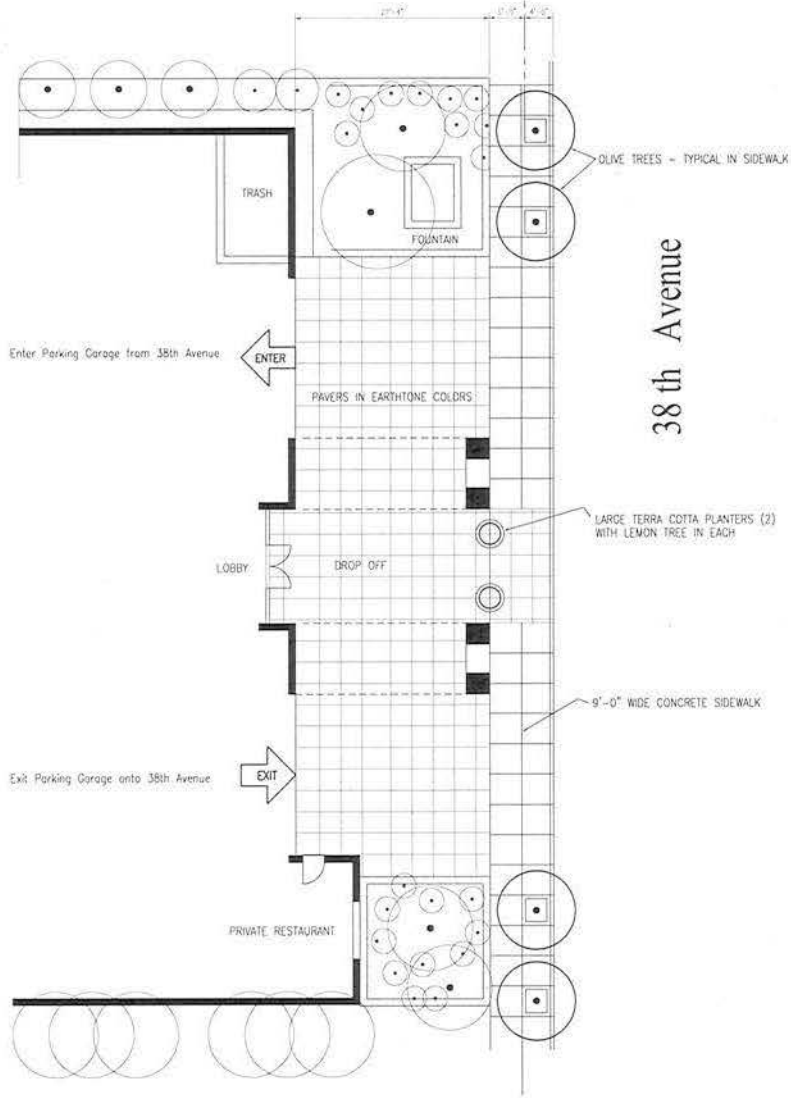 OLIVE TREES - TYPICAL IN SIDEWALK
TRASH
FOUNTAIN
38 th Avenue
Enter Parking Garage from 38th Avenue
ENTER
PAVERS IN EARTHTONE COLORS
LARGE TERRA COTTA PLANTERS (2)
WITH LEMON TREE IN EACH
LOBBY
DROP OFF
9'-0" WIDE CONCRETE SIDEWALK
Exit Parking Garage onto 38th Avenue
EXIT
PRIVATE RESTAURANT